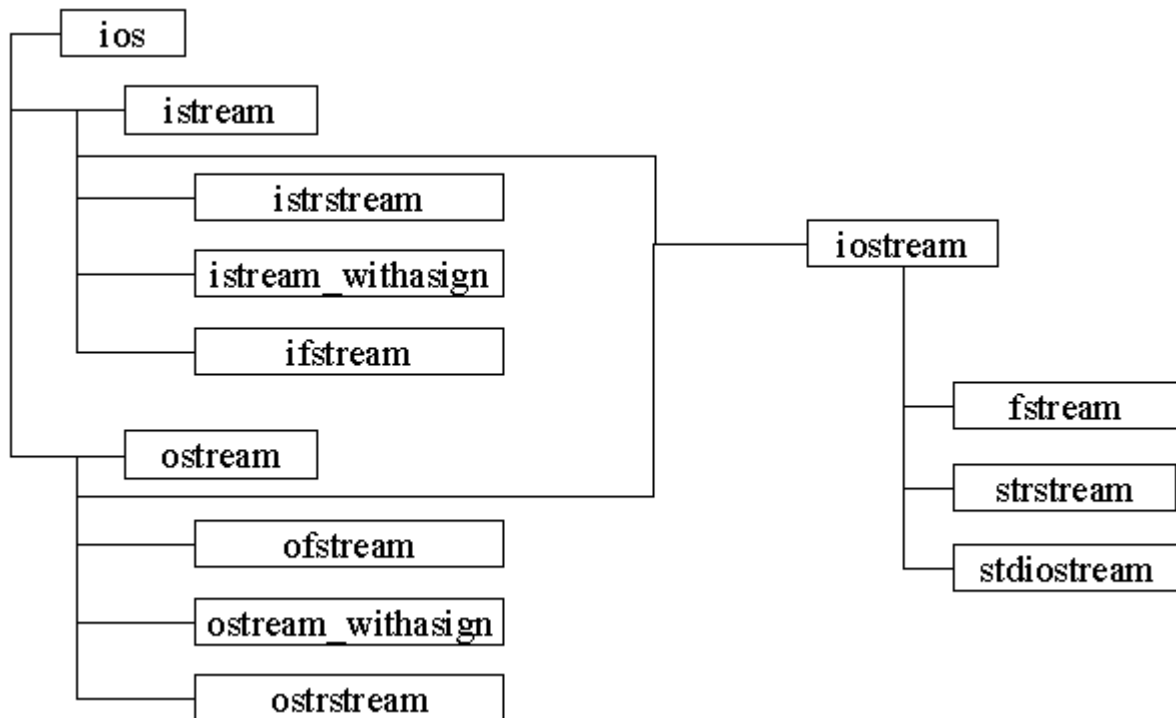 ios
istream
istrstream
istream_withasign
ifstream
ostream
ofstream
ostream_withasign
ostrstream
iostream
fstream
strstream
stdiostream